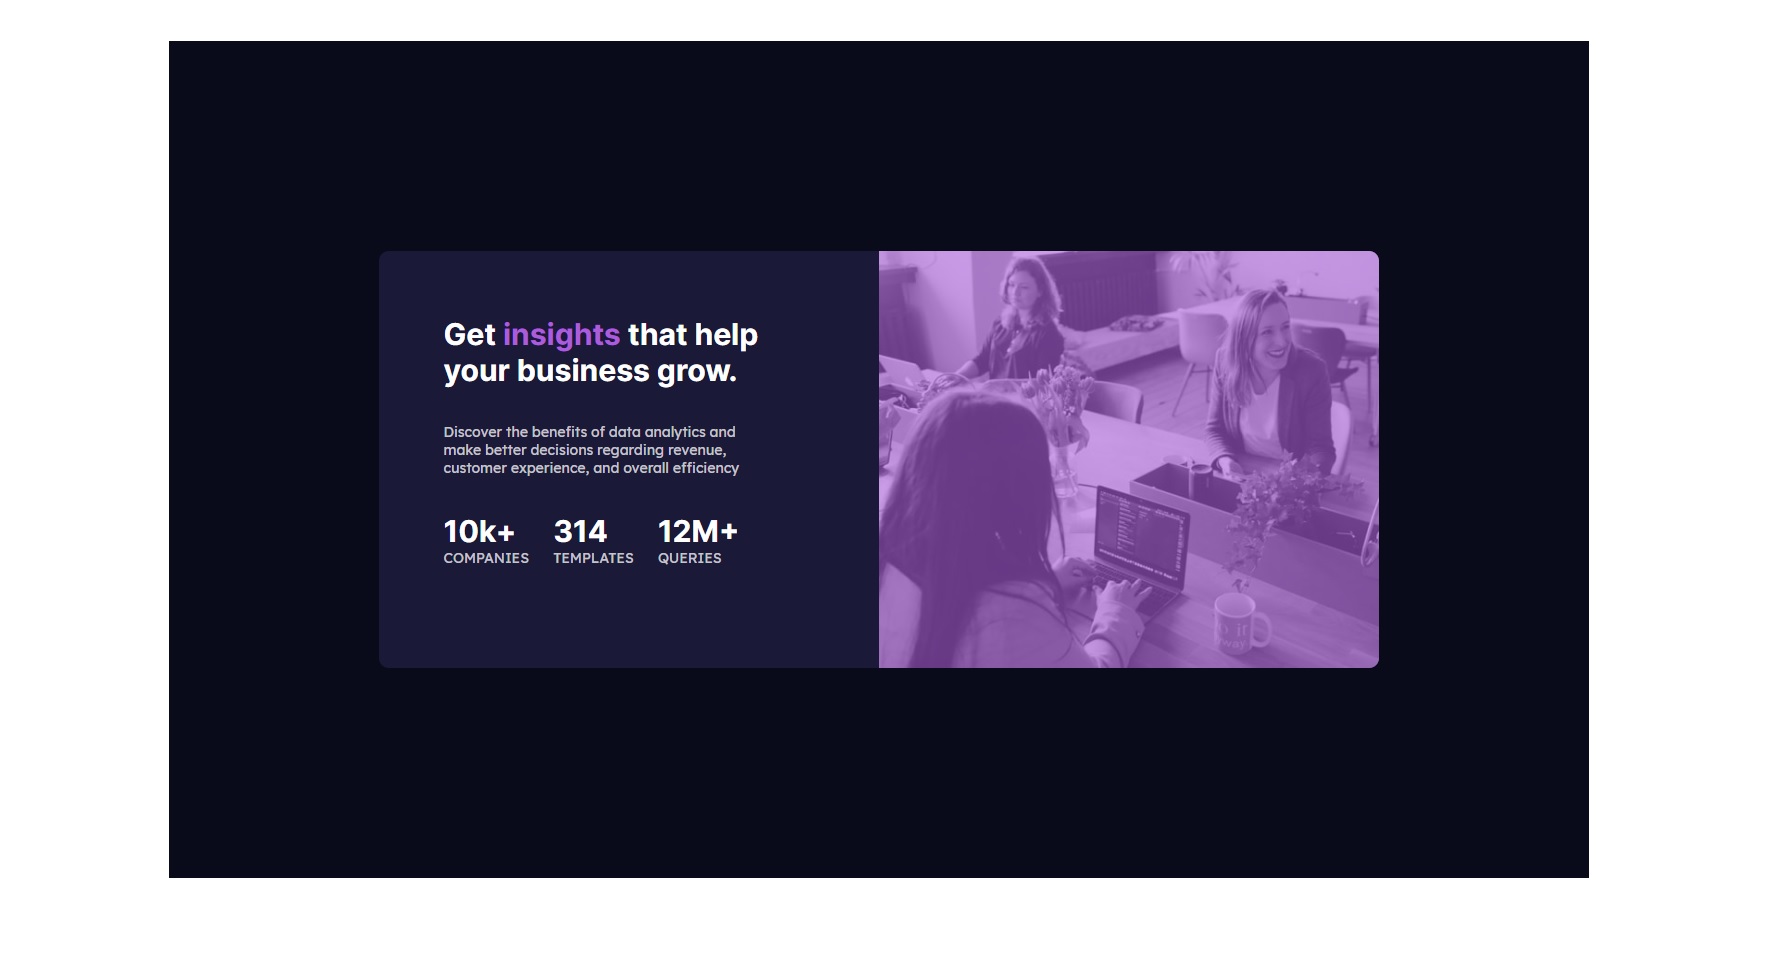 Get insights that help
your business grow.
Discover the benefits of data analytics and
make better decisions regarding revenue,
customer experience, and overall efficiency
10k+ 314 12M+
COMPANIES TEMPLATES QUERIES